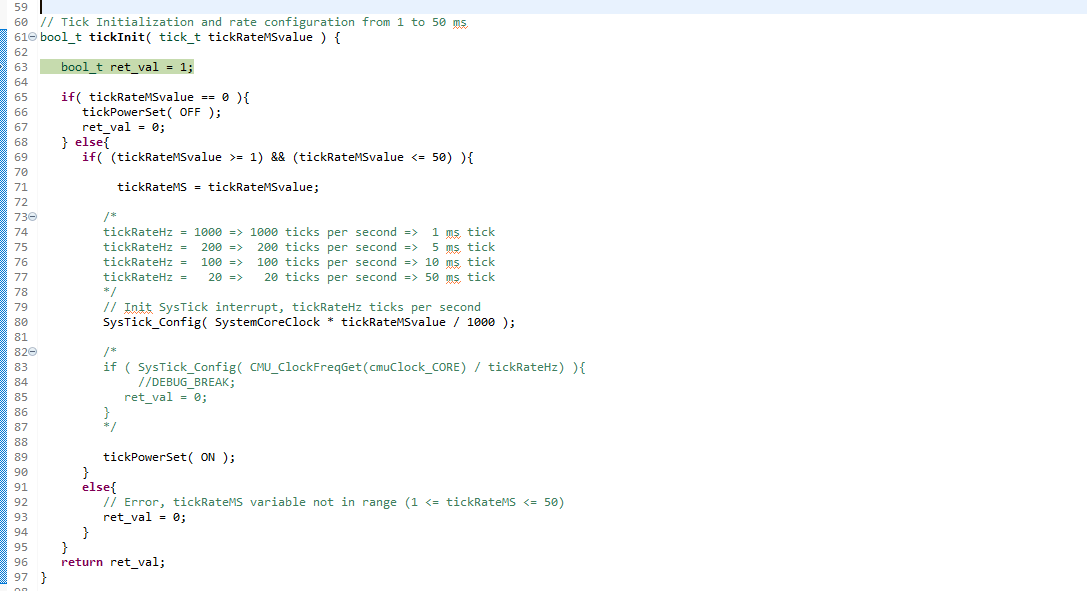 59
60 // Tick Initialization and rate configuration from 1 to 50 ms
61 bool_t tickInit( tick_t tickRateMSvalue ) {
62
63    bool_t ret_val = 1;
64
65    if( tickRateMSvalue == 0 ){
66       tickPowerSet( OFF );
67       ret_val = 0;
68    } else{
69       if( (tickRateMSvalue >= 1) && (tickRateMSvalue <= 50) ){
70
71            tickRateMS = tickRateMSvalue;
72
73          /*
74          tickRateHz = 1000 => 1000 ticks per second =>  1 ms tick
75          tickRateHz =  200 =>  200 ticks per second =>  5 ms tick
76          tickRateHz =  100 =>  100 ticks per second => 10 ms tick
77          tickRateHz =   20 =>   20 ticks per second => 50 ms tick
78          */
79          // Init SysTick interrupt, tickRateHz ticks per second
80          SysTick_Config( SystemCoreClock * tickRateMSvalue / 1000 );
81
82          /*
83          if ( SysTick_Config( CMU_ClockFreqGet(cmuClock_CORE) / tickRateHz) ){
84               //DEBUG_BREAK;
85             ret_val = 0;
86          }
87          */
88
89          tickPowerSet( ON );
90       }
91       else{
92          // Error, tickRateMS variable not in range (1 <= tickRateMS <= 50)
93          ret_val = 0;
94       }
95    }
96    return ret_val;
97 }